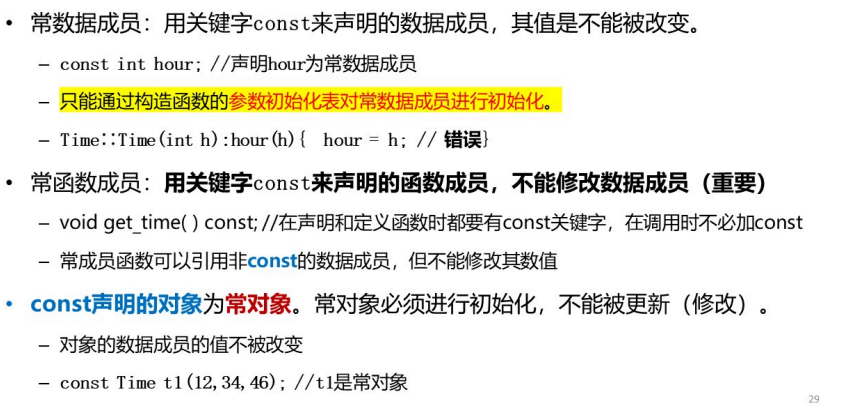 • 常数据成员：用关键字const来声明的数据成员，其值是不能被改变。
– const int hour; //声明hour为常数据成员
– 只能通过构造函数的参数初始化表对常数据成员进行初始化。
– Time::Time(int h):hour(h){ hour = h; // 错误}
• 常函数成员：用关键字const来声明的函数成员，不能修改数据成员（重要）
– void get_time( ) const; //在声明和定义函数时都要有const关键字，在调用时不必加const
– 常成员函数可以引用非const的数据成员，但不能修改其数值
• const声明的对象为常对象。常对象必须进行初始化，不能被更新（修改）。
– 对象的数据成员的值不被改变
– const Time t1(12,34,46); //t1是常对象
29